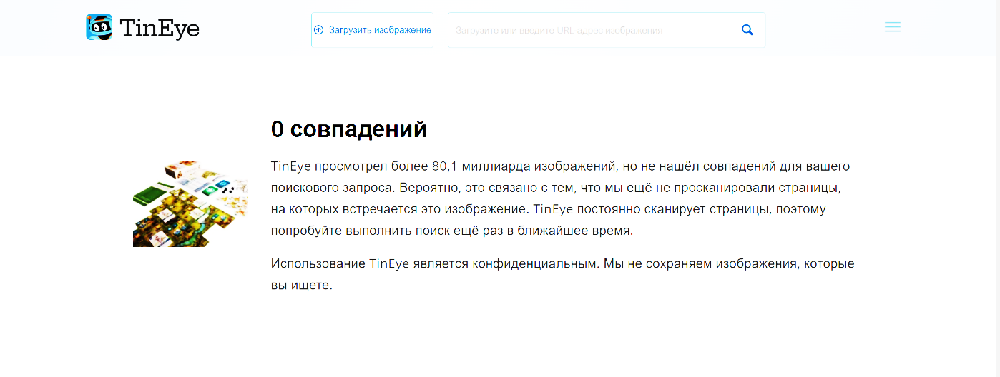 TinEye
Загрузить изображение
Загрузите или введите URL-адрес изображения
0 совпадений
TinEye просмотрел более 80,1 миллиарда изображений, но не нашёл совпадений для вашего
поискового запроса. Вероятно, это связано с тем, что мы ещё не просканировали страницы,
на которых встречается это изображение. TinEye постоянно сканирует страницы, поэтому
попробуйте выполнить поиск ещё раз в ближайшее время.
Использование TinEye является конфиденциальным. Мы не сохраняем изображения, которые
вы ищете.